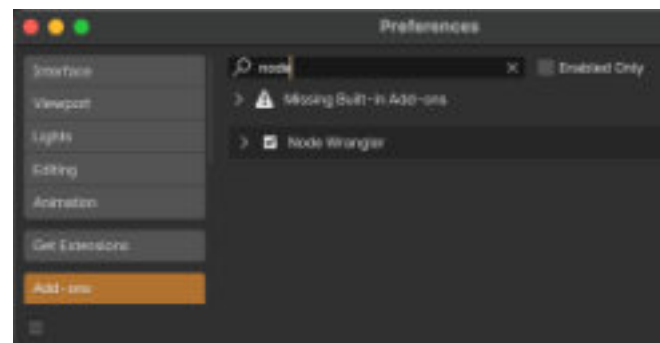 Preferences
Interface
Viewport
Lights
Editing
Animation
Get Extensions
Add-ons
node
Enabled Only
Missing Built-in Add-ons
Node Wrangler